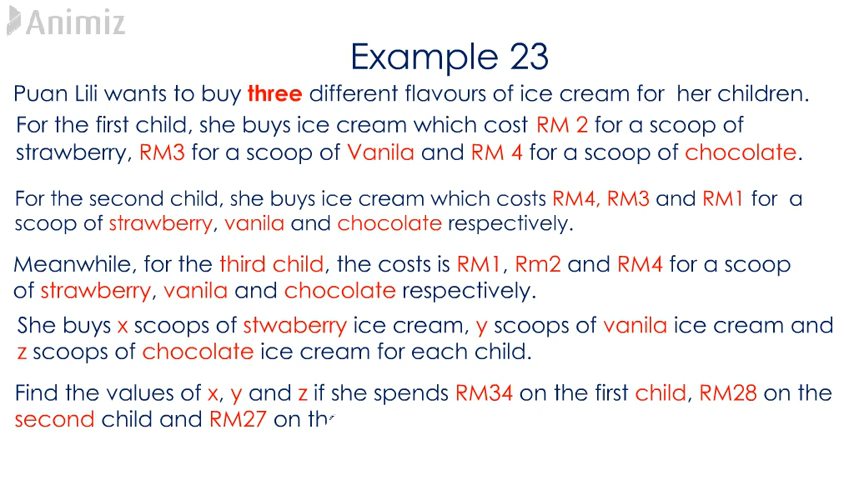 Animiz
Example 23
Puan Lili wants to buy three different flavours of ice cream for her children.
For the first child, she buys ice cream which cost RM 2 for a scoop of
strawberry, RM3 for a scoop of Vanila and RM 4 for a scoop of chocolate.
For the second child, she buys ice cream which costs RM4, RM3 and RM1 for a
scoop of strawberry, vanila and chocolate respectively.
Meanwhile, for the third child, the costs is RM1, Rm2 and RM4 for a scoop
of strawberry, vanila and chocolate respectively.
She buys x scoops of stwaberry ice cream, y scoops of vanila ice cream and
z scoops of chocolate ice cream for each child.
Find the values of x, y and z if she spends RM34 on the first child, RM28 on the
second child and RM27 on